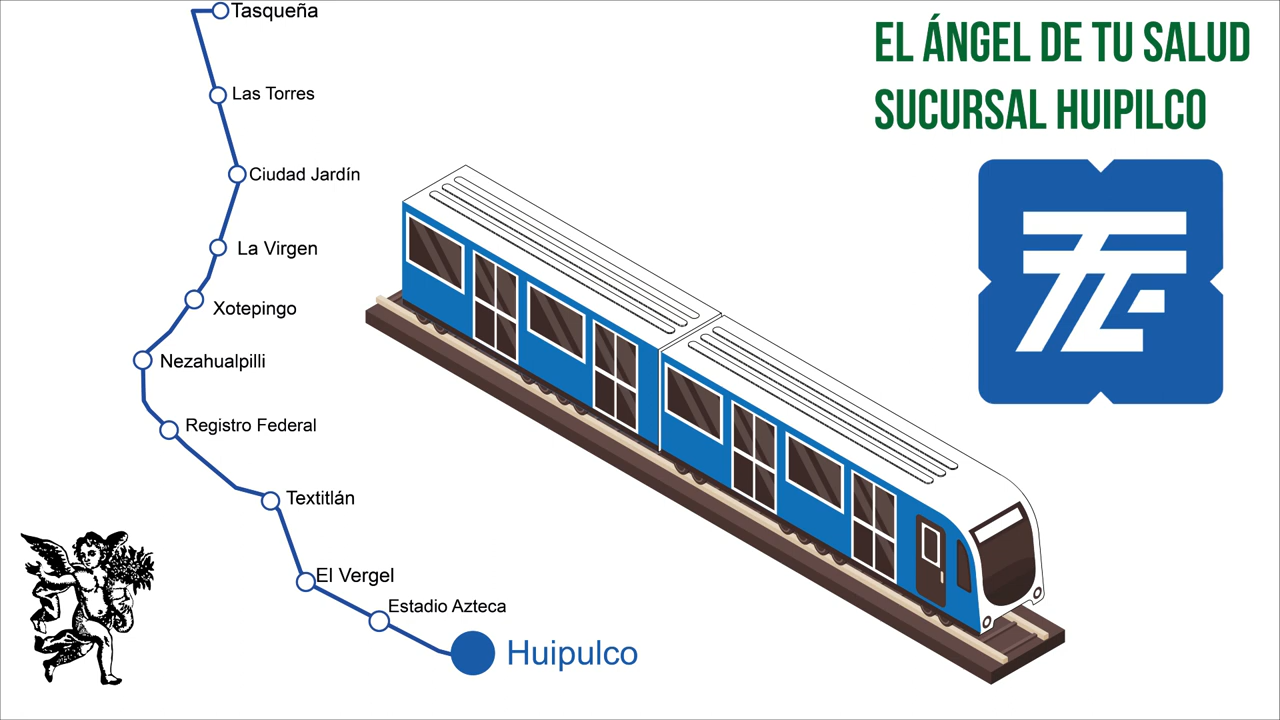 EL ÁNGEL DE TU SALUD
SUCURSAL HUIPILCO
Tasqueña
Las Torres
Ciudad Jardín
La Virgen
Xotepingo
Nezahualpilli
Registro Federal
Textitlán
El Vergel
Estadio Azteca
Huipulco